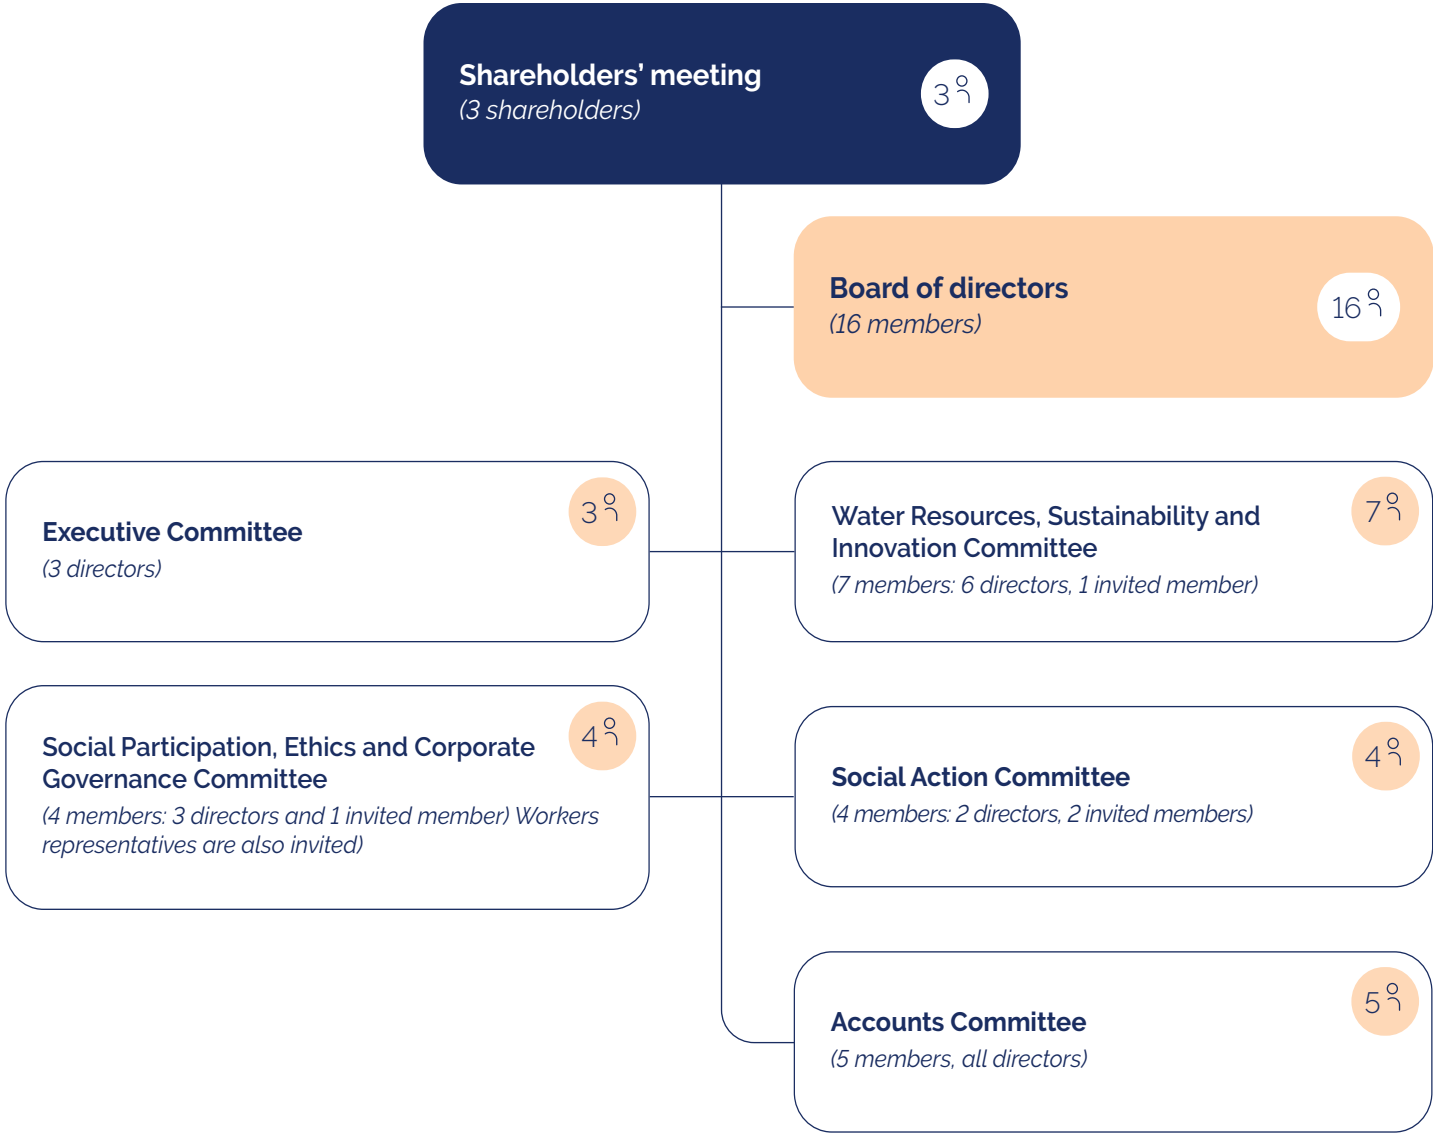 Shareholders’ meeting
(3 shareholders)
3
Board of directors
(16 members)
16
Executive Committee
(3 directors)
3
Water Resources, Sustainability and
Innovation Committee
(7 members: 6 directors, 1 invited member)
7
Social Participation, Ethics and Corporate
Governance Committee
(4 members: 3 directors and 1 invited member) Workers
representatives are also invited)
4
Social Action Committee
(4 members: 2 directors, 2 invited members)
4
Accounts Committee
(5 members, all directors)
5